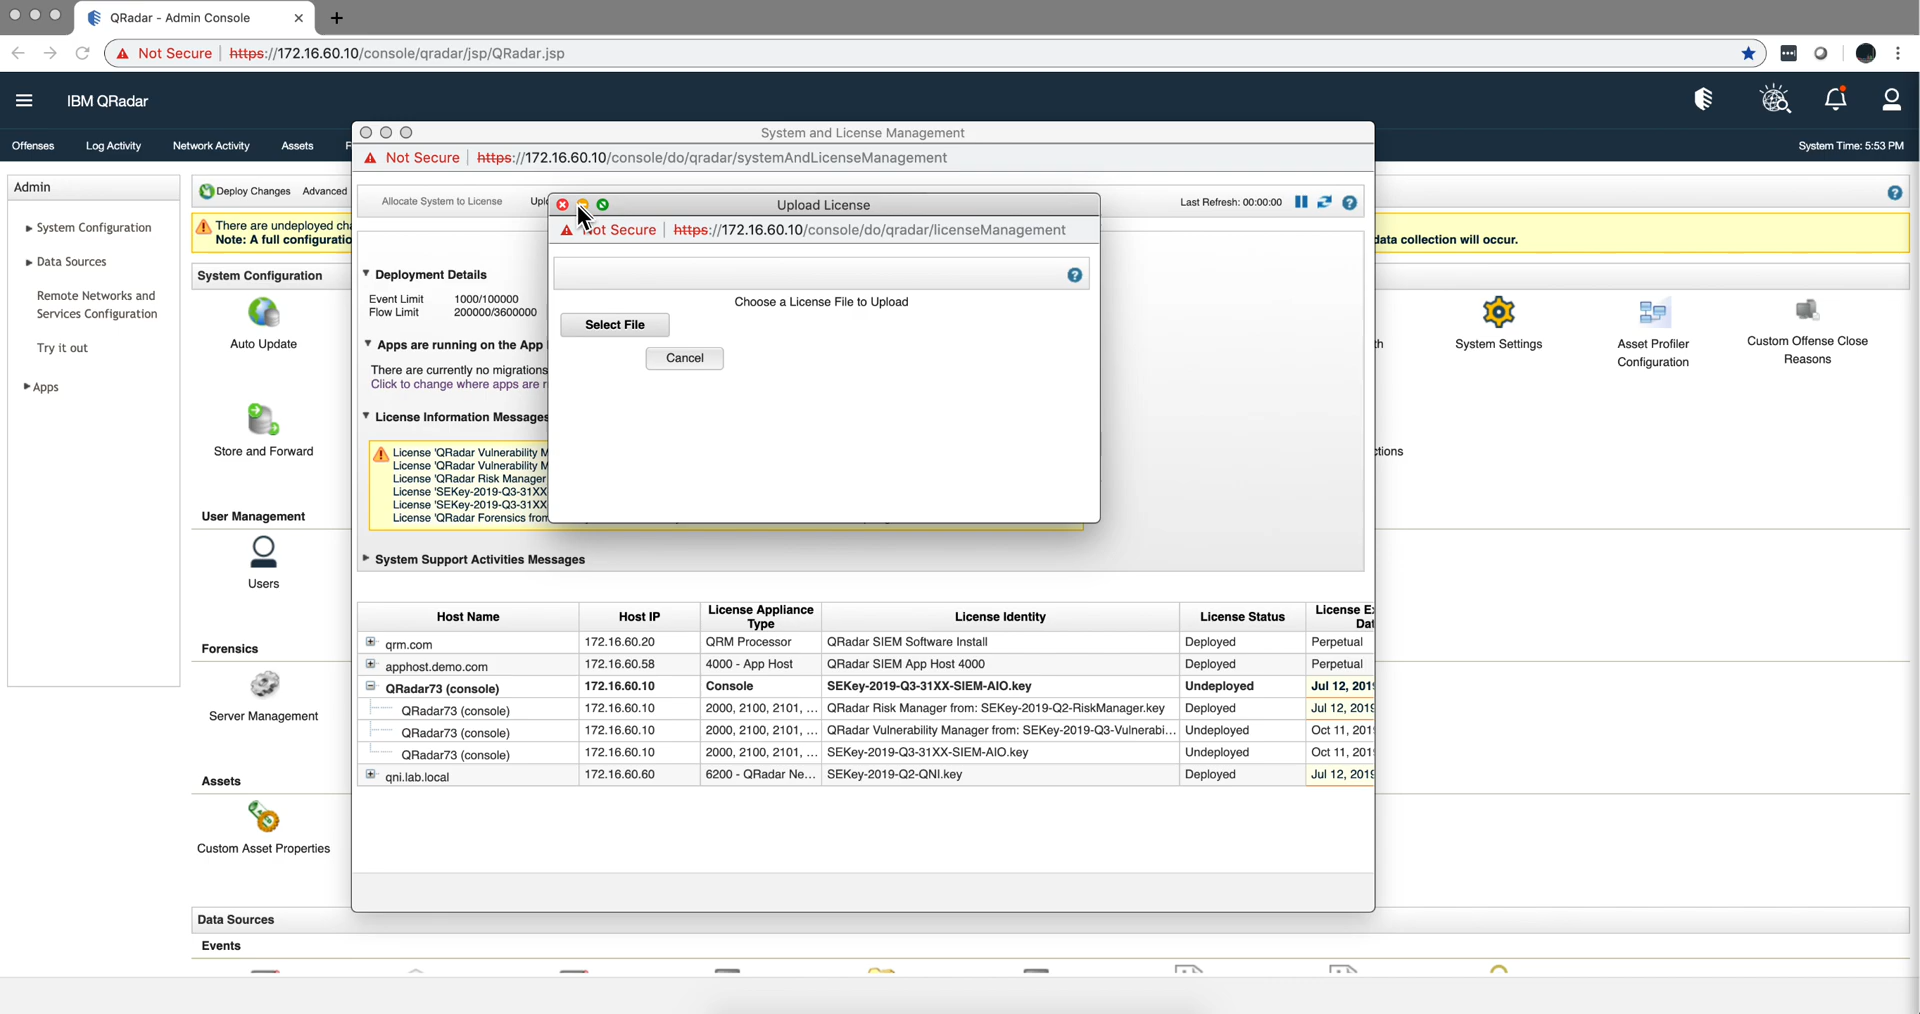 QRadar - Admin Console
Not Secure https://172.16.60.10/console/qradar/jsp/QRadar.jsp
IBM QRadar
Offenses Log Activity Network Activity Assets System Time: 5:53 PM
System and License Management
Not Secure https://172.16.60.10/console/do/qradar/systemAndLicenseManagement
Admin
System Configuration
Data Sources
Remote Networks and
Services Configuration
Try it out
Apps
Deploy Changes Advanced
There are undeployed
Note: A full data collection will occur.
System Configuration
Auto Update
Store and Forward
User Management
Users
Forensics
Server Management
Assets
Custom Asset Properties
Data Sources
Events
System Settings
Asset Profiler
Configuration
Custom Offense Close
Reasons
Allocate System to License Last Refresh: 00:00:00
Deployment Details
Event Limit 1000/100000
Flow Limit 200000/3600000
Apps are running on the App
There are currently no migrations
Click to change where apps are
License Information Messages
License 'QRadar Vulnerability
License 'QRadar Vulnerability
License 'QRadar Risk Manager
License 'SEKey-2019-Q3-31XX
License 'SEKey-2019-Q3-31XX
License 'QRadar Forensics from
System Support Activities Messages
Upload License
Not Secure https://172.16.60.10/console/do/qradar/licenseManagement
Choose a License File to Upload
Select File
Cancel
Host Name Host IP License Appliance Type License Identity License Status License
qrm.com 172.16.60.20 QRM Processor QRadar SIEM Software Install Deployed Perpetual
apphost.demo.com 172.16.60.58 4000 - App Host QRadar SIEM App Host 4000 Deployed Perpetual
QRadar73 (console) 172.16.60.10 Console SEKey-2019-Q3-31XX-SIEM-AIO.key Undeployed Jul 12, 2019
QRadar73 (console) 172.16.60.10 2000, 2100, 2101, ... QRadar Risk Manager from: SEKey-2019-Q2-RiskManager.key Deployed Jul 12, 2019
QRadar73 (console) 172.16.60.10 2000, 2100, 2101, ... QRadar Vulnerability Manager from: SEKey-2019-Q3-Vulnerabi... Undeployed Oct 11, 201
QRadar73 (console) 172.16.60.10 2000, 2100, 2101, ... SEKey-2019-Q3-31XX-SIEM-AIO.key Undeployed Oct 11, 201
qni.lab.local 172.16.60.60 6200 - QRadar Ne... SEKey-2019-Q2-QNI.key Deployed Jul 12, 2019